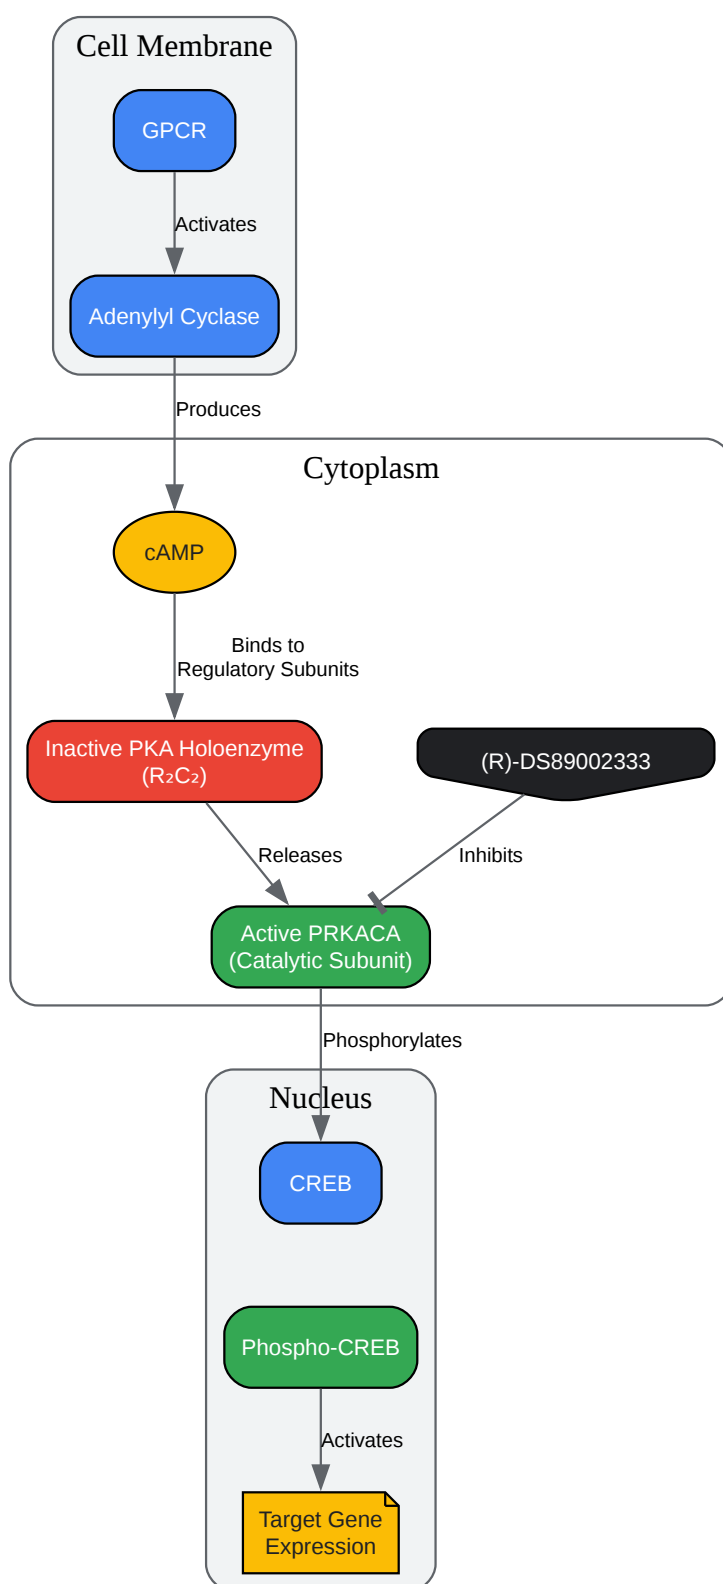 Cell Membrane
GPCR
Activates
Adenylyl Cyclase
Produces
Cytoplasm
cAMP
Binds to
Regulatory Subunits
Inactive PKA Holoenzyme
(R₂C₂)
(R)-DS89002333
Releases
Inhibits
Active PRKACA
(Catalytic Subunit)
Phosphorylates
Nucleus
CREB
Phospho-CREB
Activates
Target Gene
Expression